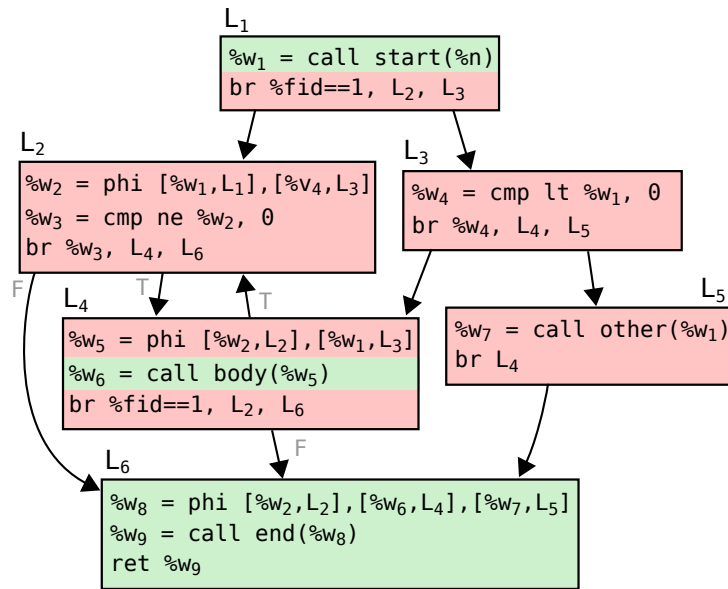 L₁
%w₁ = call start(%n)
br %fid==1, L₂, L₃
L₂
%w₂ = phi [%w₁,L₁],[%v₄,L₃]
%w₃ = cmp ne %w₂, 0
br %w₃, L₄, L₆
L₃
%w₄ = cmp lt %w₁, 0
br %w₄, L₄, L₅
F
T
T
L₄
%w₅ = phi [%w₂,L₂],[%w₁,L₃]
%w₆ = call body(%w₅)
br %fid==1, L₂, L₆
L₅
%w₇ = call other(%w₁)
br L₄
F
L₆
%w₈ = phi [%w₂,L₂],[%w₆,L₄],[%w₇,L₅]
%w₉ = call end(%w₈)
ret %w₉